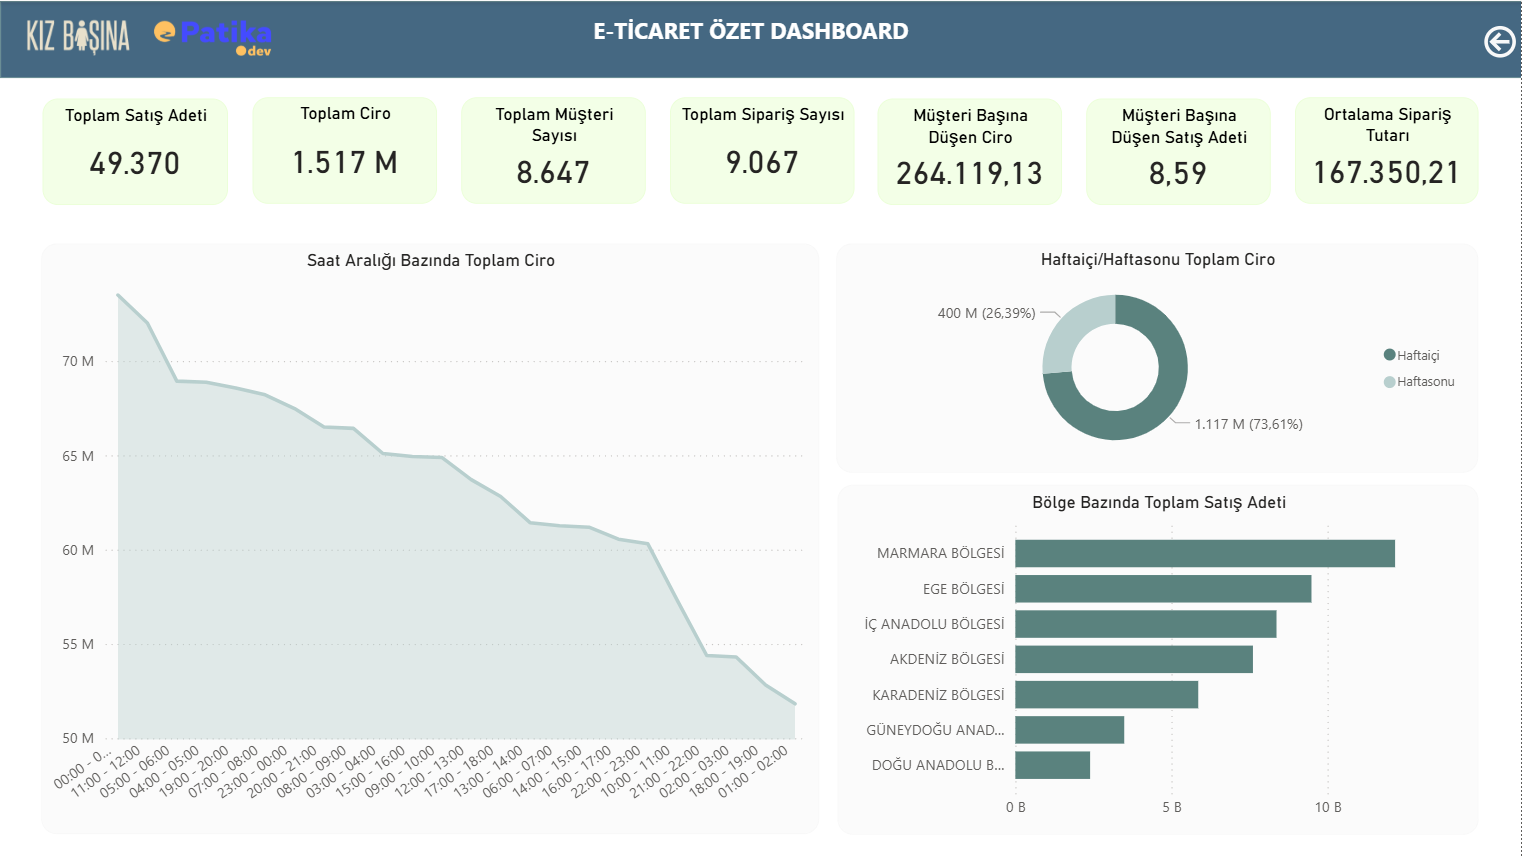 KIZ BAŞINA
Patika
.dev
E-TİCARET ÖZET DASHBOARD
Toplam Satış Adeti
49.370
Toplam Ciro
1.517 M
Toplam Müşteri
Sayısı
8.647
Toplam Sipariş Sayısı
9.067
Müşteri Başına
Düşen Ciro
264.119,13
Müşteri Başına
Düşen Satış Adeti
8,59
Ortalama Sipariş
Tutarı
167.350,21
Saat Aralığı Bazında Toplam Ciro
70 M
65 M
60 M
55 M
50 M
00:00 - 0...
11:00 - 12:00
05:00 - 06:00
04:00 - 05:00
19:00 - 20:00
07:00 - 08:00
23:00 - 00:00
20:00 - 21:00
08:00 - 09:00
03:00 - 04:00
15:00 - 16:00
09:00 - 10:00
12:00 - 13:00
17:00 - 18:00
13:00 - 14:00
06:00 - 07:00
14:00 - 15:00
16:00 - 17:00
22:00 - 23:00
10:00 - 11:00
21:00 - 22:00
02:00 - 03:00
18:00 - 19:00
01:00 - 02:00
Haftaiçi/Haftasonu Toplam Ciro
400 M (26,39%)
1.117 M (73,61%)
Haftaiçi
Haftasonu
Bölge Bazında Toplam Satış Adeti
MARMARA BÖLGESİ
EGE BÖLGESİ
İÇ ANADOLU BÖLGESİ
AKDENİZ BÖLGESİ
KARADENİZ BÖLGESİ
GÜNEYDOĞU ANAD...
DOĞU ANADOLU B...
0 B
5 B
10 B